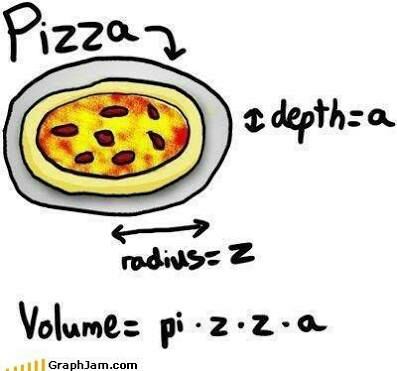 Pizza
depth=a
radius=z
Volume= pi · z · z · a
GraphJam.com